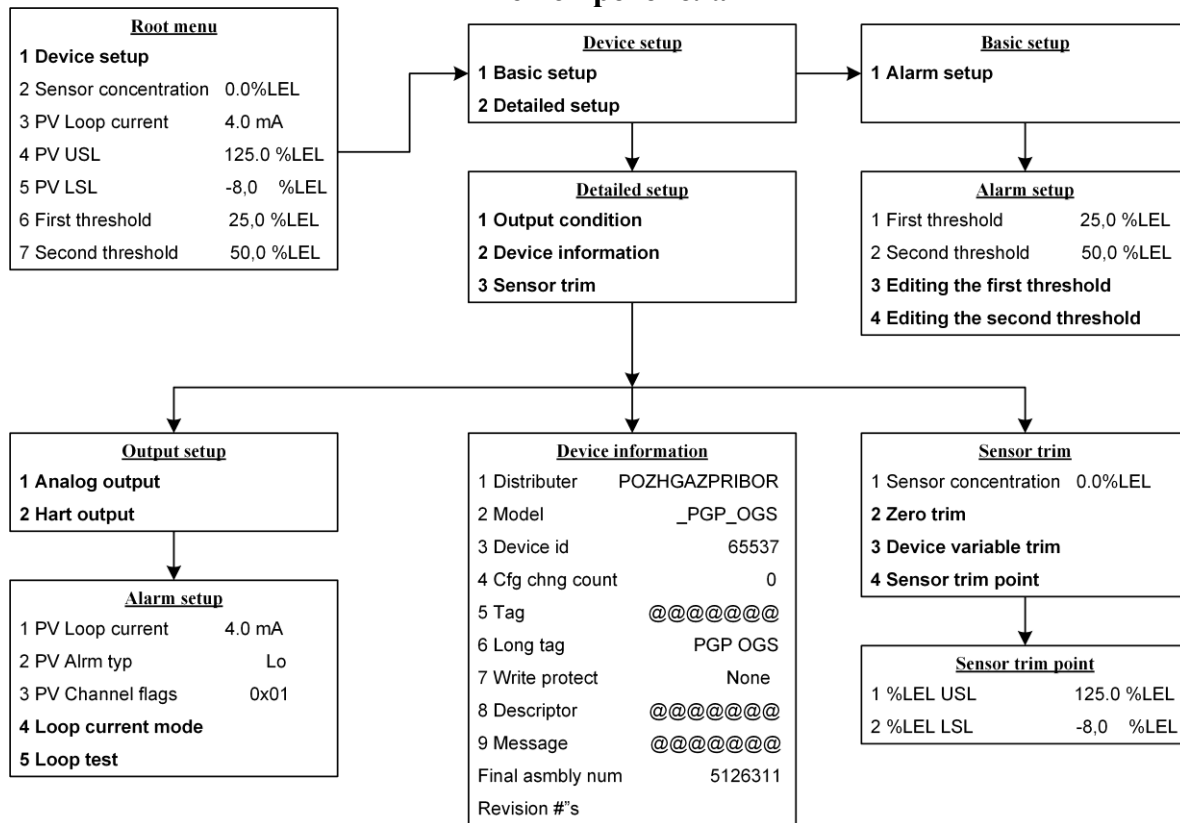 Root menu
1 Device setup
2 Sensor concentration 0.0%LEL
3 PV Loop current 4.0 mA
4 PV USL 125.0 %LEL
5 PV LSL -8,0 %LEL
6 First threshold 25,0 %LEL
7 Second threshold 50,0 %LEL
Device setup
1 Basic setup
2 Detailed setup
Basic setup
1 Alarm setup
Detailed setup
1 Output condition
2 Device information
3 Sensor trim
Alarm setup
1 First threshold 25,0 %LEL
2 Second threshold 50,0 %LEL
3 Editing the first threshold
4 Editing the second threshold
Output setup
1 Analog output
2 Hart output
Alarm setup
1 PV Loop current 4.0 mA
2 PV Alrm typ Lo
3 PV Channel flags 0x01
4 Loop current mode
5 Loop test
Device information
1 Distributer POZHGAZPRIBOR
2 Model _PGP_OGS
3 Device id 65537
4 Cfg chng count 0
5 Tag @@@@@@@
6 Long tag PGP OGS
7 Write protect None
8 Descriptor @@@@@@@
9 Message @@@@@@@
Final asmbly num 5126311
Revision #"s
Sensor trim
1 Sensor concentration 0.0%LEL
2 Zero trim
3 Device variable trim
4 Sensor trim point
Sensor trim point
1 %LEL USL 125.0 %LEL
2 %LEL LSL -8,0 %LEL